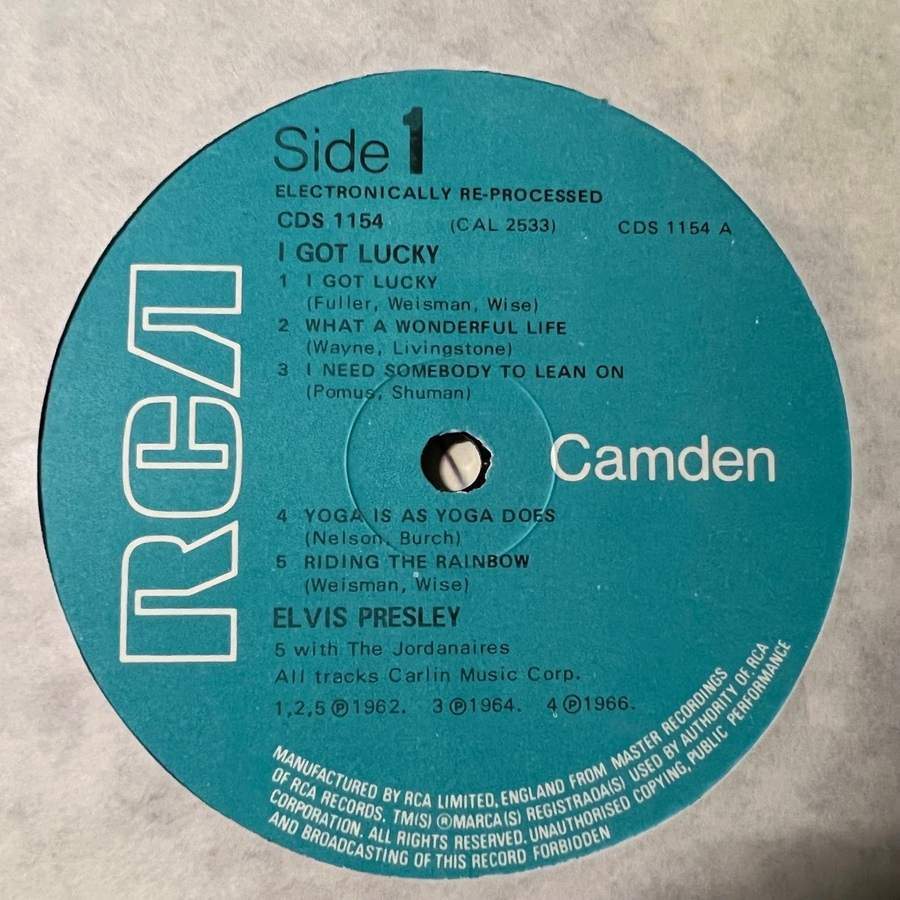 Side 1
ELECTRONICALLY RE-PROCESSED
CDS 1154 (CAL 2533) CDS 1154 A
I GOT LUCKY
1 I GOT LUCKY
(Fuller, Weisman, Wise)
2 WHAT A WONDERFUL LIFE
(Wayne, Livingstone)
3 I NEED SOMEBODY TO LEAN ON
(Pomus, Shuman)
RCA
Camden
4 YOGA IS AS YOGA DOES
(Nelson, Burch)
5 RIDING THE RAINBOW
(Weisman, Wise)
ELVIS PRESLEY
5 with The Jordanaires
All tracks Carlin Music Corp.
1,2,5 ℗ 1962. 3 ℗ 1964. 4 ℗ 1966.
MANUFACTURED BY RCA LIMITED, ENGLAND FROM MASTER RECORDINGS
OF RCA RECORDS. TM(S) ® MARCA(S) REGISTRADA(S) USED BY AUTHORITY OF RCA
CORPORATION. ALL RIGHTS RESERVED. UNAUTHORISED COPYING, PUBLIC PERFORMANCE
AND BROADCASTING OF THIS RECORD FORBIDDEN